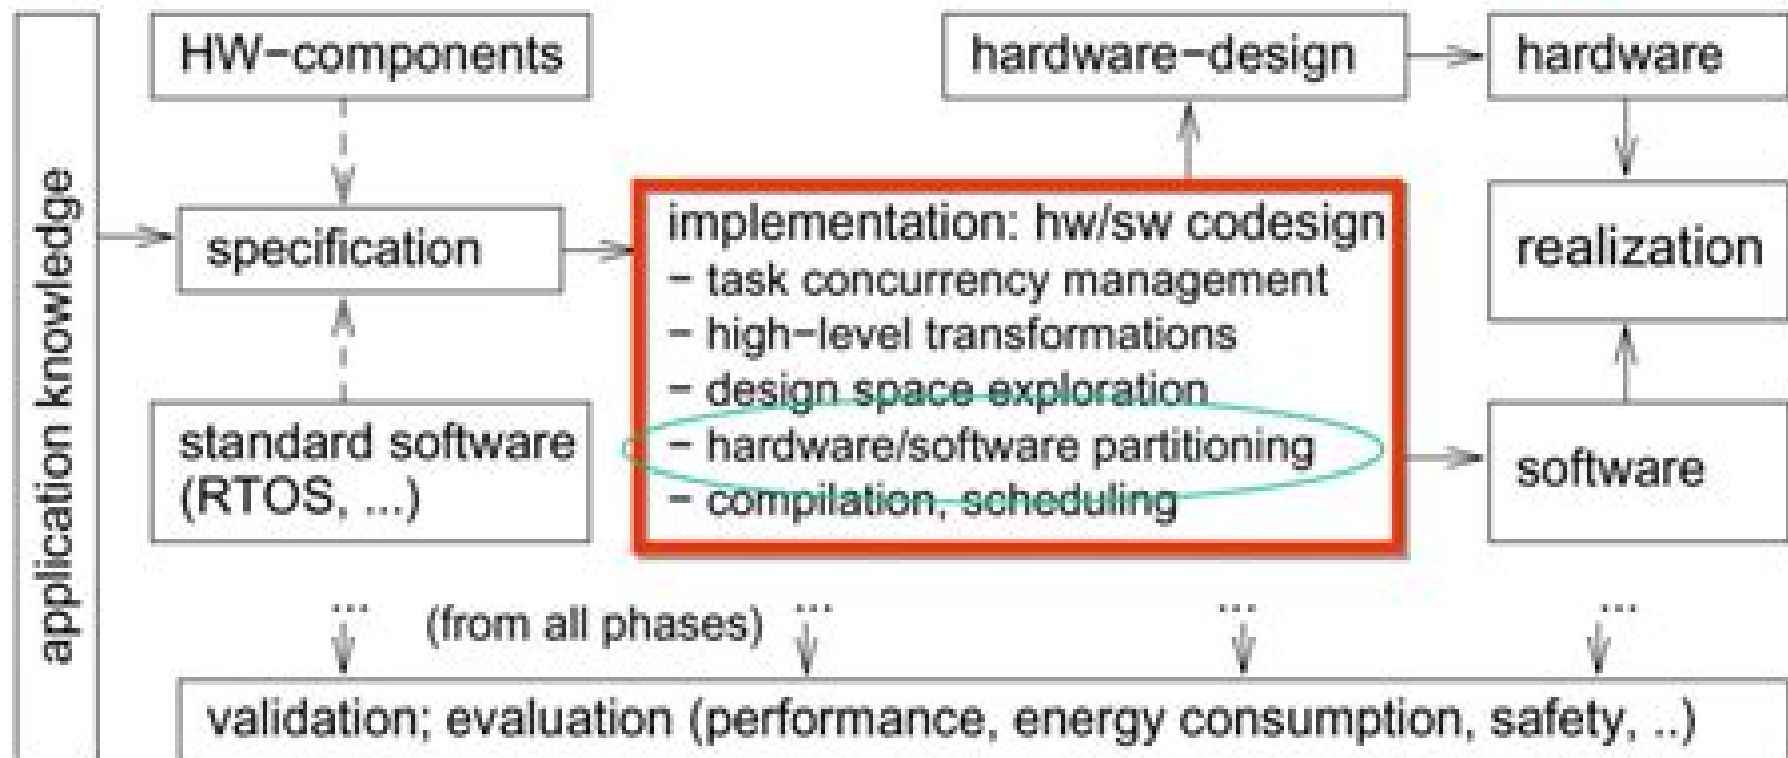 application knowledge
HW−components
hardware−design
hardware
specification
implementation: hw/sw codesign
− task concurrency management
− high−level transformations
− design space exploration
− hardware/software partitioning
− compilation, scheduling
realization
standard software
(RTOS, ...)
software
... (from all phases) ... ... ...
validation; evaluation (performance, energy consumption, safety, ..)